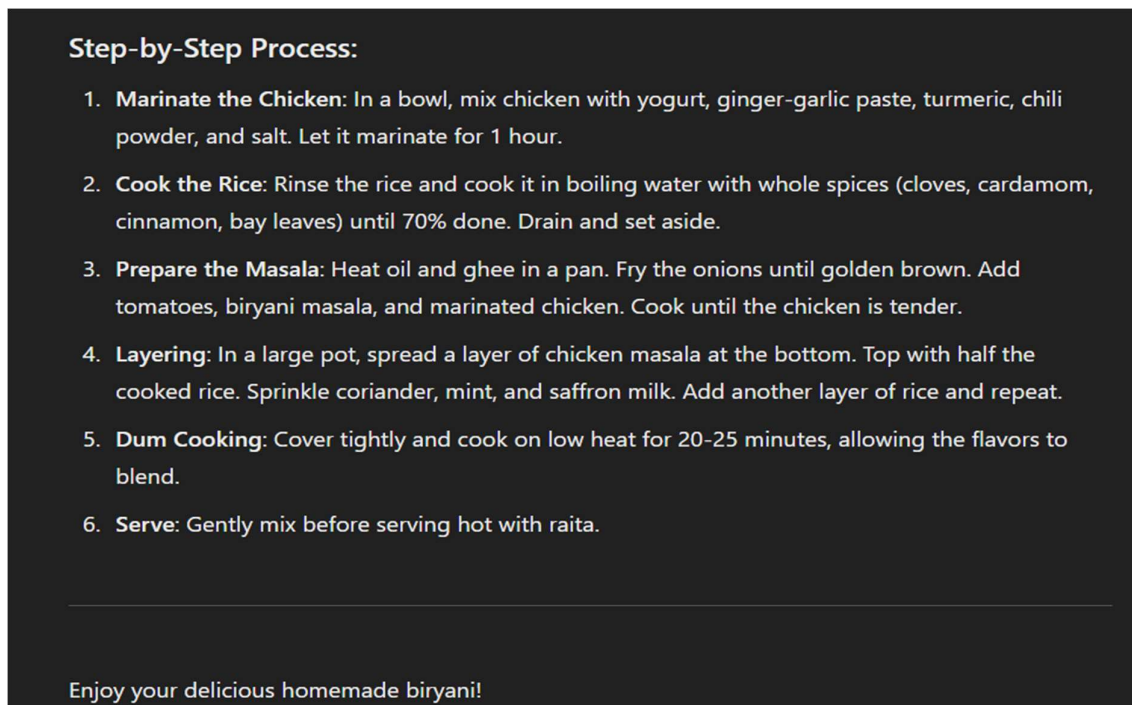 Step-by-Step Process:
1. Marinate the Chicken: In a bowl, mix chicken with yogurt, ginger-garlic paste, turmeric, chili
powder, and salt. Let it marinate for 1 hour.
2. Cook the Rice: Rinse the rice and cook it in boiling water with whole spices (cloves, cardamom,
cinnamon, bay leaves) until 70% done. Drain and set aside.
3. Prepare the Masala: Heat oil and ghee in a pan. Fry the onions until golden brown. Add
tomatoes, biryani masala, and marinated chicken. Cook until the chicken is tender.
4. Layering: In a large pot, spread a layer of chicken masala at the bottom. Top with half the
cooked rice. Sprinkle coriander, mint, and saffron milk. Add another layer of rice and repeat.
5. Dum Cooking: Cover tightly and cook on low heat for 20-25 minutes, allowing the flavors to
blend.
6. Serve: Gently mix before serving hot with raita.
Enjoy your delicious homemade biryani!